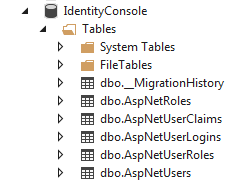 IdentityConsole
Tables
System Tables
FileTables
dbo.__MigrationHistory
dbo.AspNetRoles
dbo.AspNetUserClaims
dbo.AspNetUserLogins
dbo.AspNetUserRoles
dbo.AspNetUsers